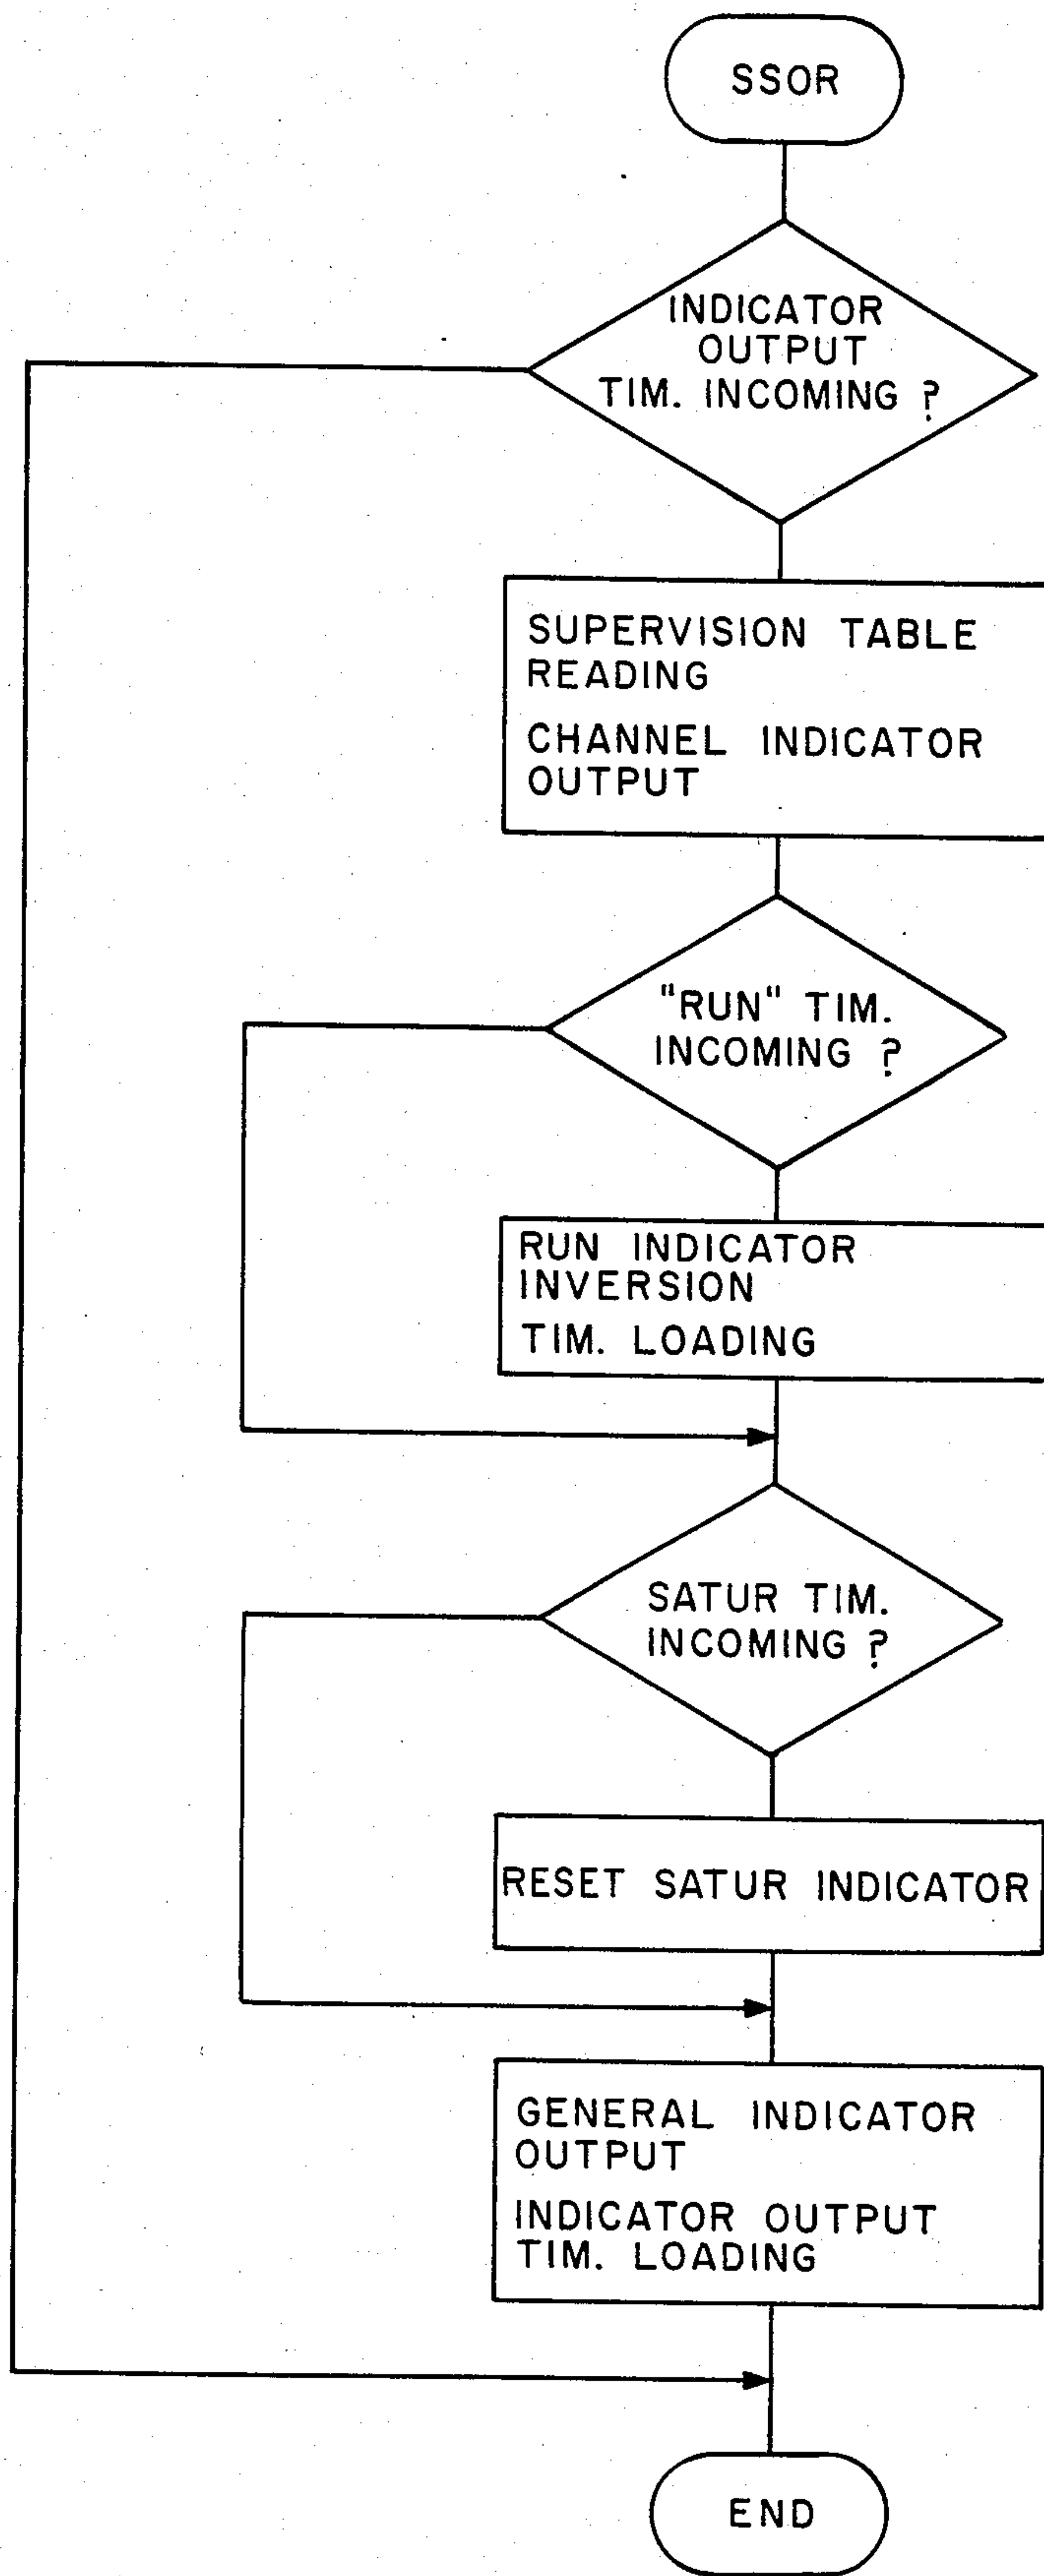 SSOR
INDICATOR
OUTPUT
TIM. INCOMING ?
SUPERVISION TABLE
READING
CHANNEL INDICATOR
OUTPUT
"RUN" TIM.
INCOMING ?
RUN INDICATOR
INVERSION
TIM. LOADING
SATUR TIM.
INCOMING ?
RESET SATUR INDICATOR
GENERAL INDICATOR
OUTPUT
INDICATOR OUTPUT
TIM. LOADING
END